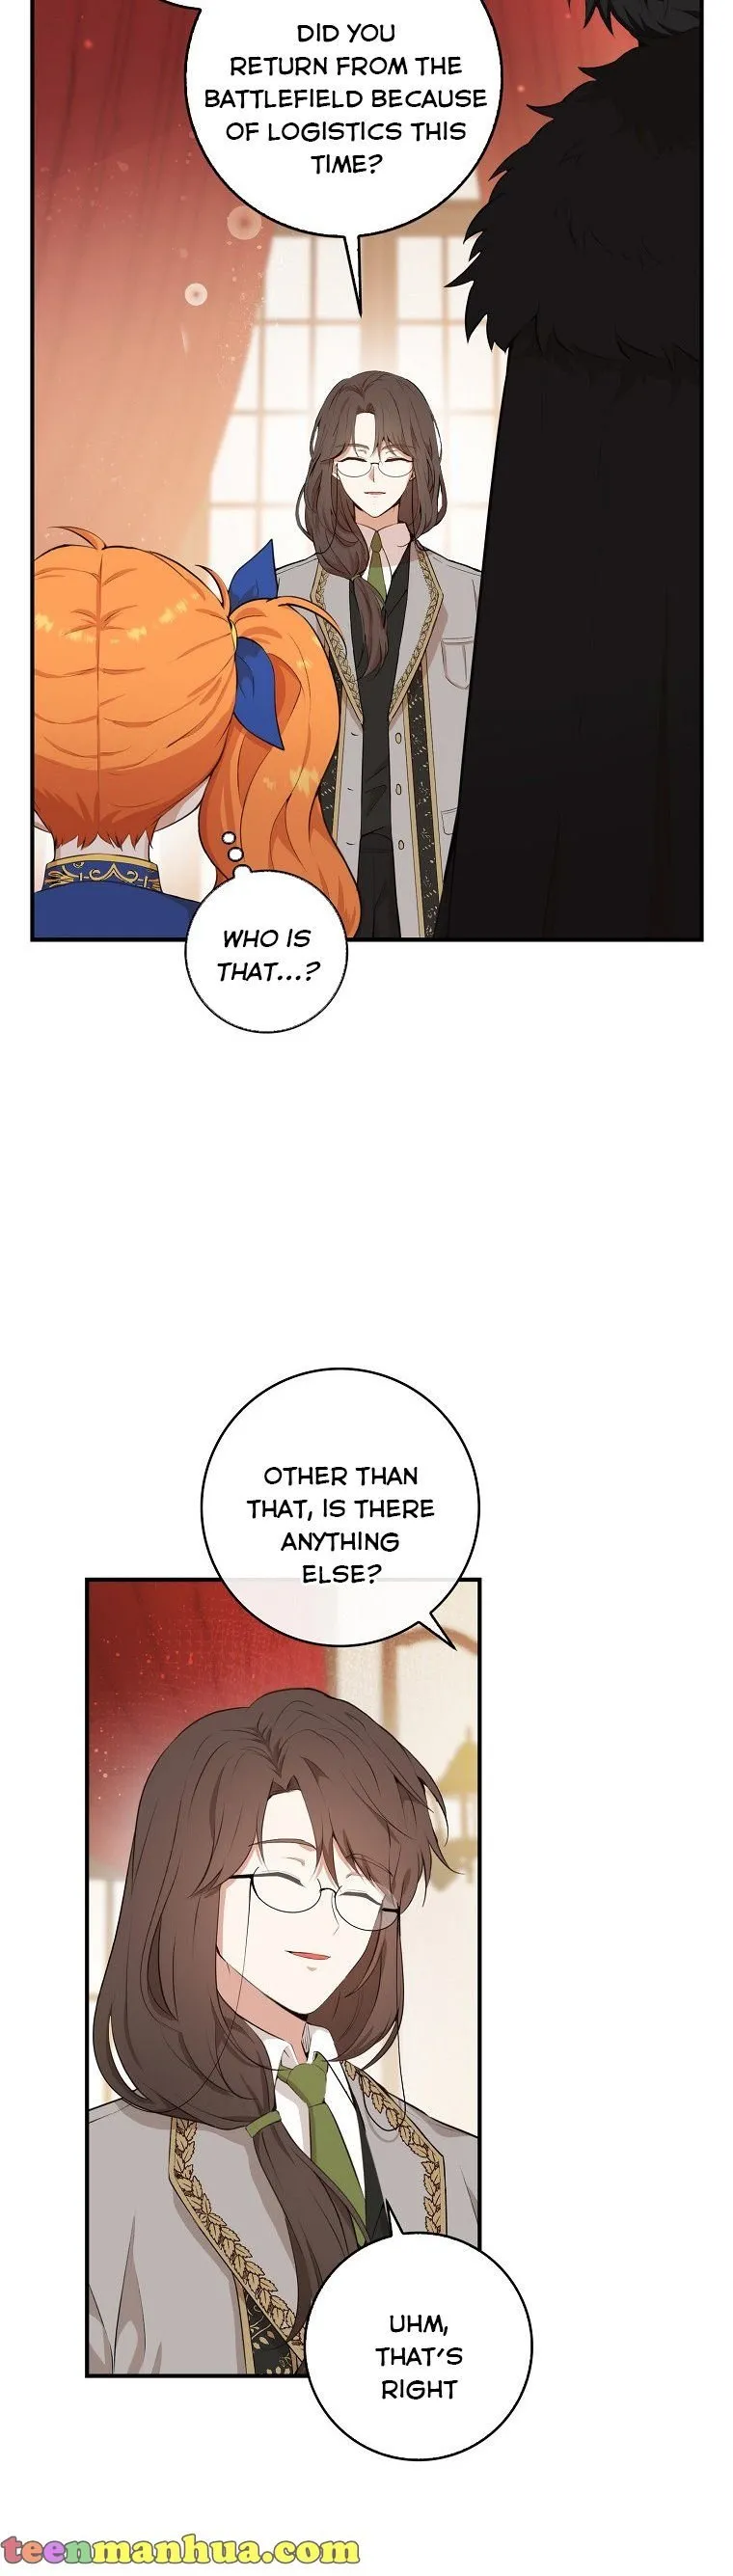 DID YOU
RETURN FROM THE
BATTLEFIELD BECAUSE
OF LOGISTICS THIS
TIME?
WHO IS
THAT...?
OTHER THAN
THAT, IS THERE
ANYTHING
ELSE?
UHM,
THAT'S
RIGHT
teenmanhua.com